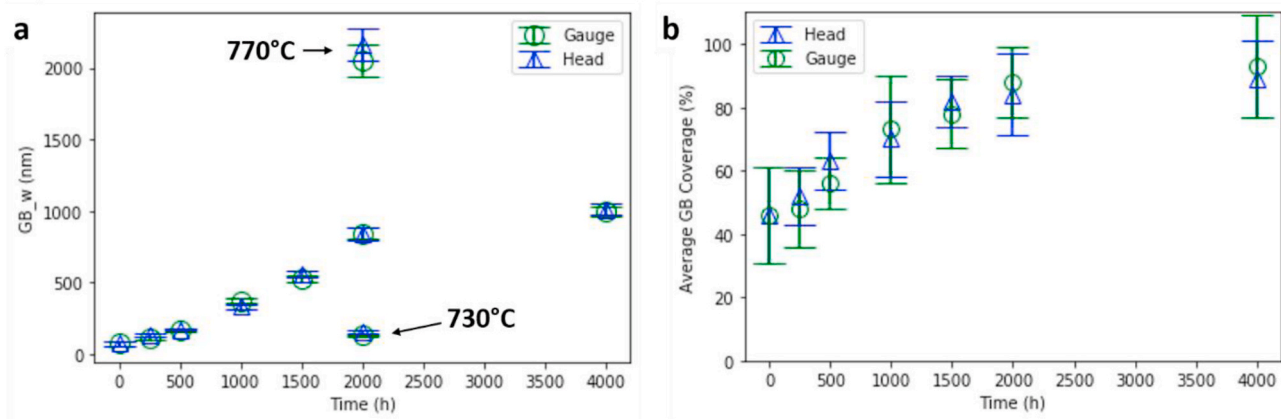 a
770°C
Gauge
Head
GB_w (nm)
2000
1500
1000
500
0
730°C
0 500 1000 1500 2000 2500 3000 3500 4000
Time (h)
b
Head
Gauge
Average GB Coverage (%)
100
80
60
40
20
0
0 500 1000 1500 2000 2500 3000 3500 4000
Time (h)